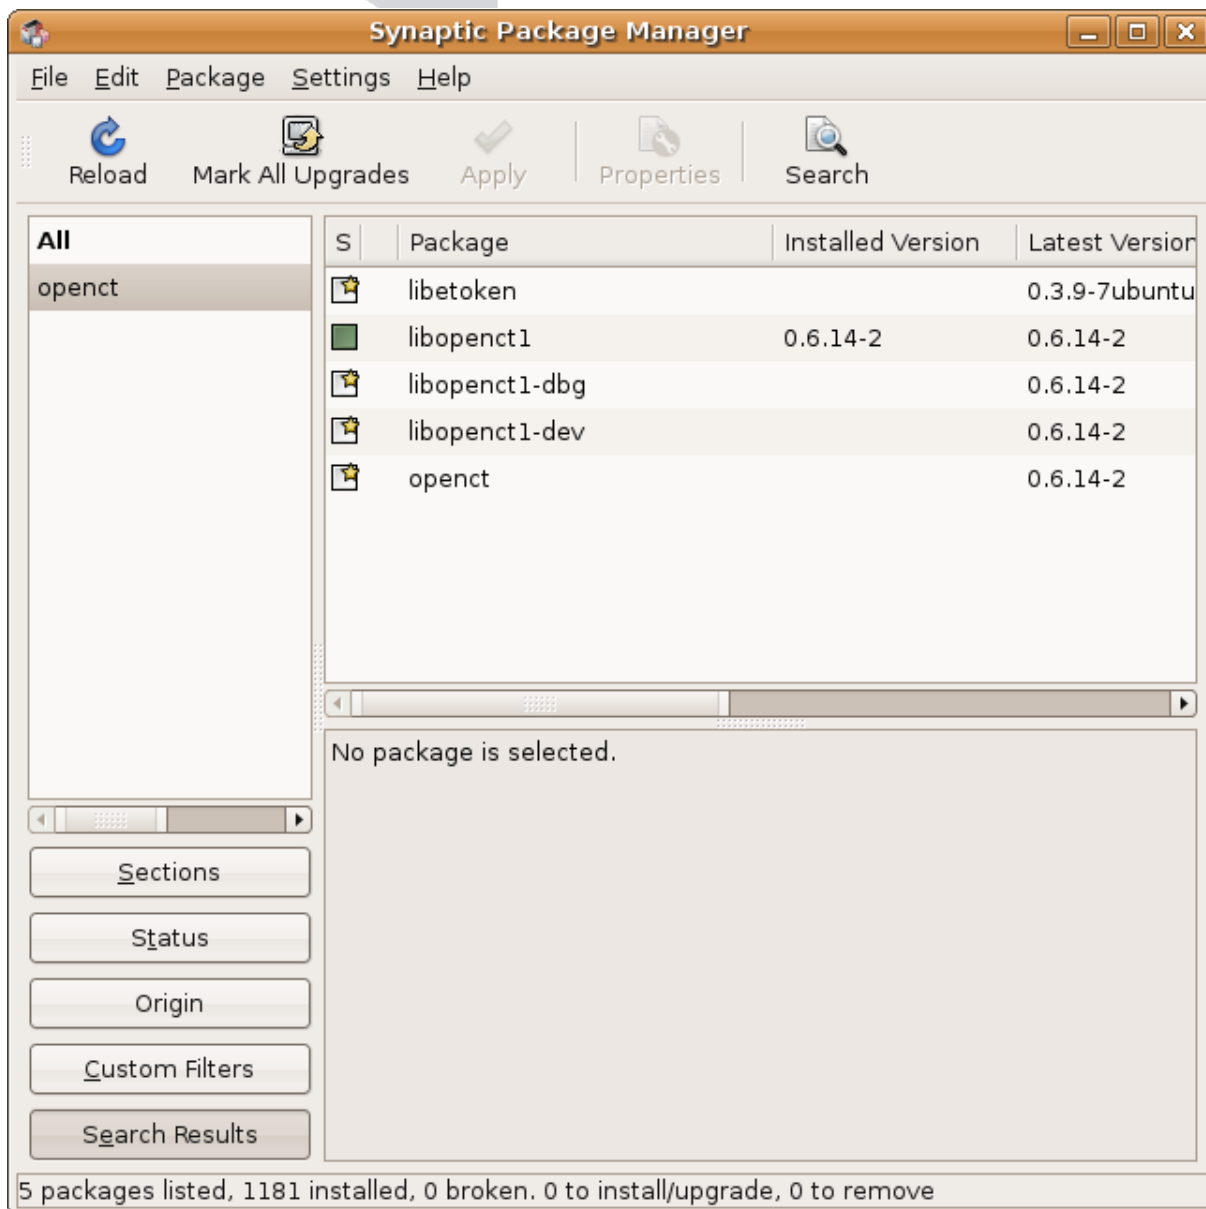 Synaptic Package Manager
File Edit Package Settings Help
Reload Mark All Upgrades Apply Properties Search
All
openct
S Package Installed Version Latest Version
libetoken 0.3.9-7ubuntu
libopenct1 0.6.14-2 0.6.14-2
libopenct1-dbg 0.6.14-2
libopenct1-dev 0.6.14-2
openct 0.6.14-2
No package is selected.
Sections
Status
Origin
Custom Filters
Search Results
5 packages listed, 1181 installed, 0 broken. 0 to install/upgrade, 0 to remove